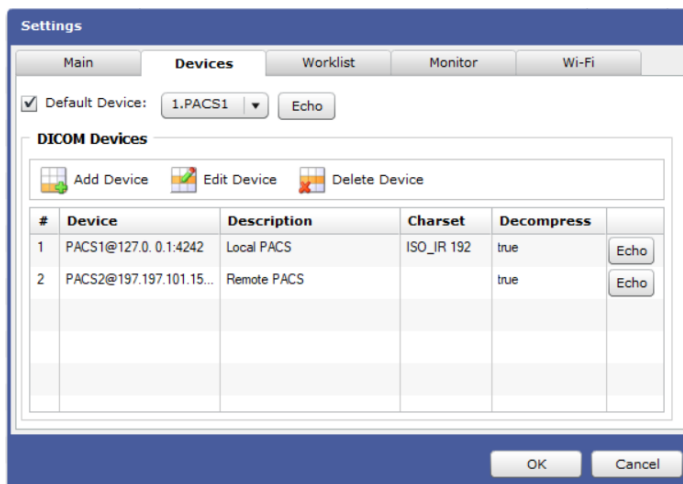 Settings
Main Devices Worklist Monitor Wi-Fi
Default Device: 1.PACS1 Echo
DICOM Devices
Add Device Edit Device Delete Device
# Device Description Charset Decompress
1 PACS1@127.0. 0.1:4242 Local PACS ISO_IR 192 true Echo
2 PACS2@197.197.101.15... Remote PACS true Echo
OK Cancel